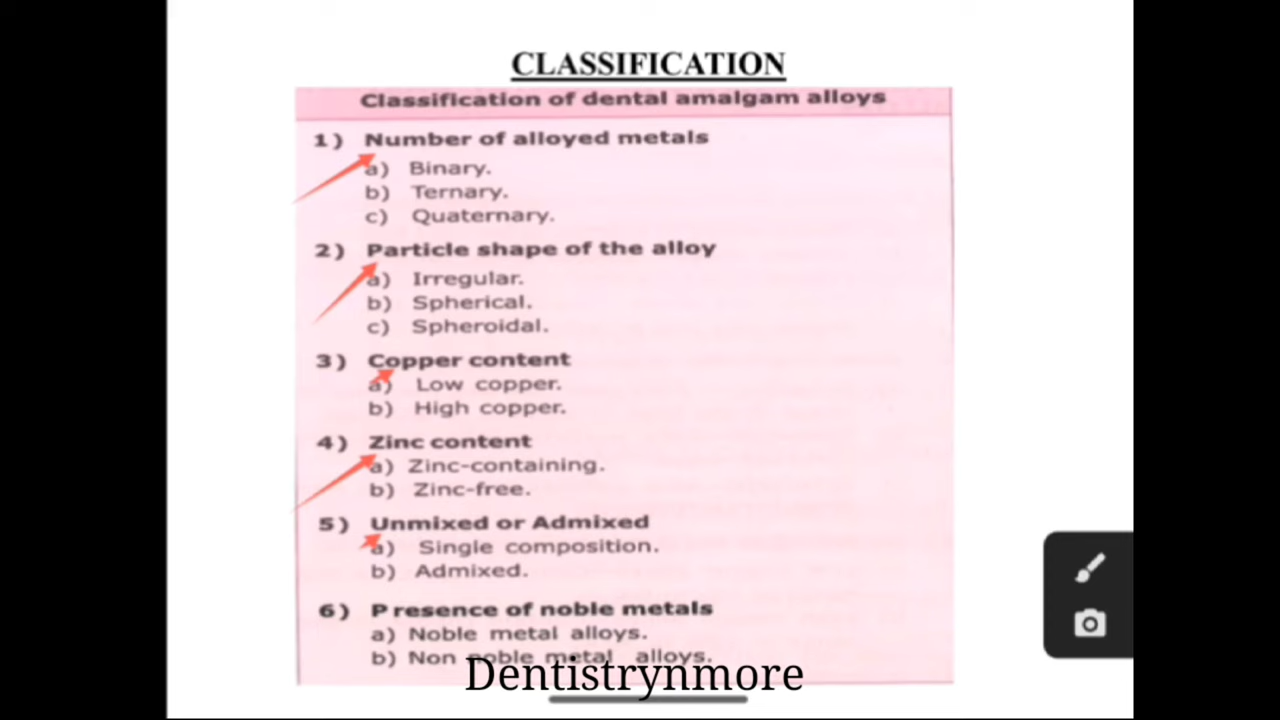 CLASSIFICATION
Classification of dental amalgam alloys
1) Number of alloyed metals
a) Binary.
b) Ternary.
c) Quaternary.
2) Particle shape of the alloy
a) Irregular.
b) Spherical.
c) Spheroidal.
3) Copper content
a) Low copper.
b) High copper.
4) Zinc content
a) Zinc-containing.
b) Zinc-free.
5) Unmixed or Admixed
a) Single composition.
b) Admixed.
6) Presence of noble metals
a) Noble metal alloys.
b) Non noble metal alloys.
Dentistrynmore